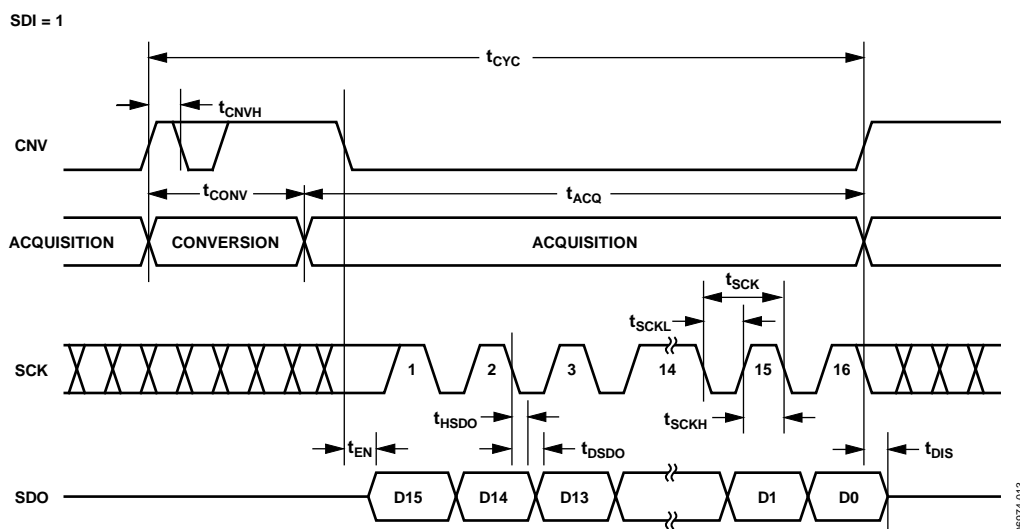 SDI = 1
tCYC
tCNVH
CNV
tCONV
tACQ
ACQUISITION CONVERSION ACQUISITION
tSCK
tSCKL
SCK 1 2 3 14 15 16
tHSDO tSCKH
tEN tDSDO tDIS
SDO D15 D14 D13 D1 D0